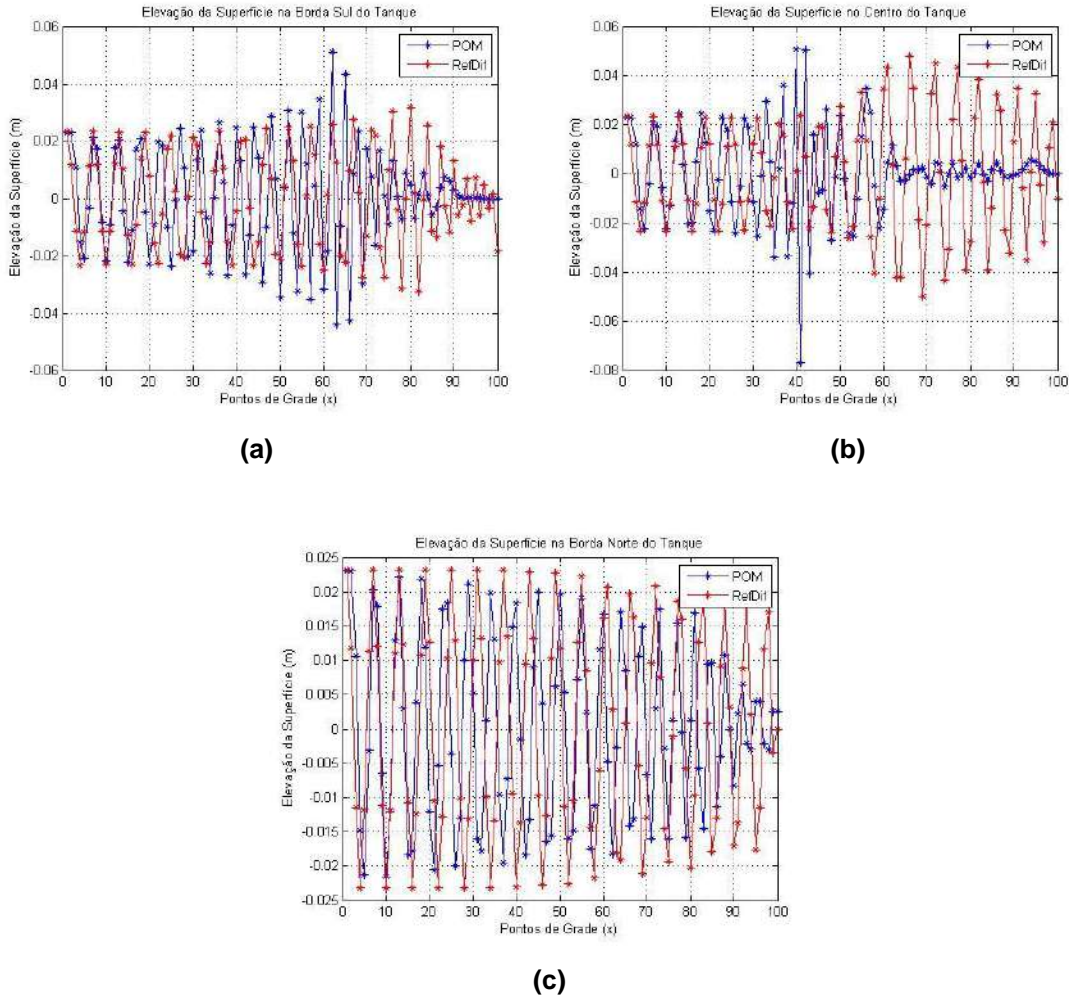 Elevação da Superfície na Borda Sul do Tanque
POM
RefDif
Elevação da Superfície (m)
0.06
0.04
0.02
0
-0.02
-0.04
-0.06
0 10 20 30 40 50 60 70 80 90 100
Pontos de Grade (x)
(a)
Elevação da Superfície no Centro do Tanque
POM
RefDif
Elevação da Superfície (m)
0.06
0.04
0.02
0
-0.02
-0.04
-0.06
-0.08
0 10 20 30 40 50 60 70 80 90 100
Pontos de Grade (x)
(b)
Elevação da Superfície na Borda Norte do Tanque
POM
RefDif
Elevação da Superfície (m)
0.025
0.02
0.015
0.01
0.005
0
-0.005
-0.01
-0.015
-0.02
-0.025
0 10 20 30 40 50 60 70 80 90 100
Pontos de Grade (x)
(c)